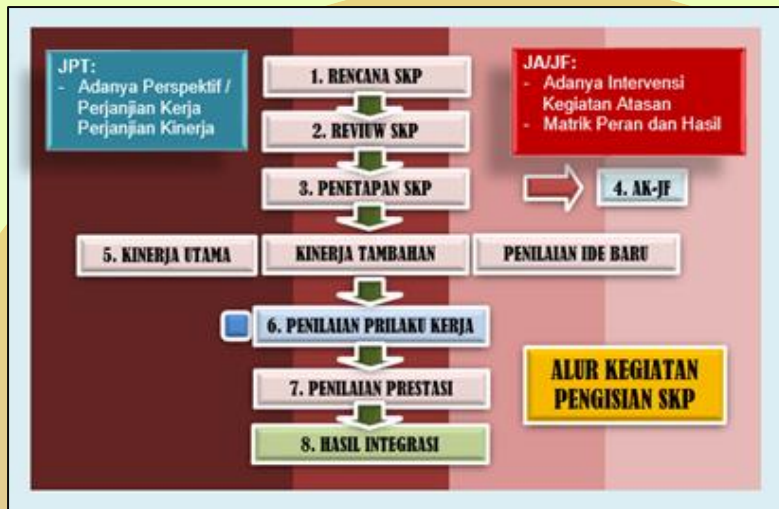 JPT:
- Adanya Perspektif /
Perjanjian Kerja
Perjanjian Kinerja
1. RENCANA SKP
JA/JF:
- Adanya Intervensi
Kegiatan Atasan
- Matrik Peran dan Hasil
2. REVIUW SKP
3. PENETAPAN SKP
4. AK-JF
5. KINERJA UTAMA
KINERJA TAMBAHAN
PENILAIAN IDE BARU
6. PENILAIAN PRILAKU KERJA
7. PENILAIAN PRESTASI
ALUR KEGIATAN
PENGISIAN SKP
8. HASIL INTEGRASI